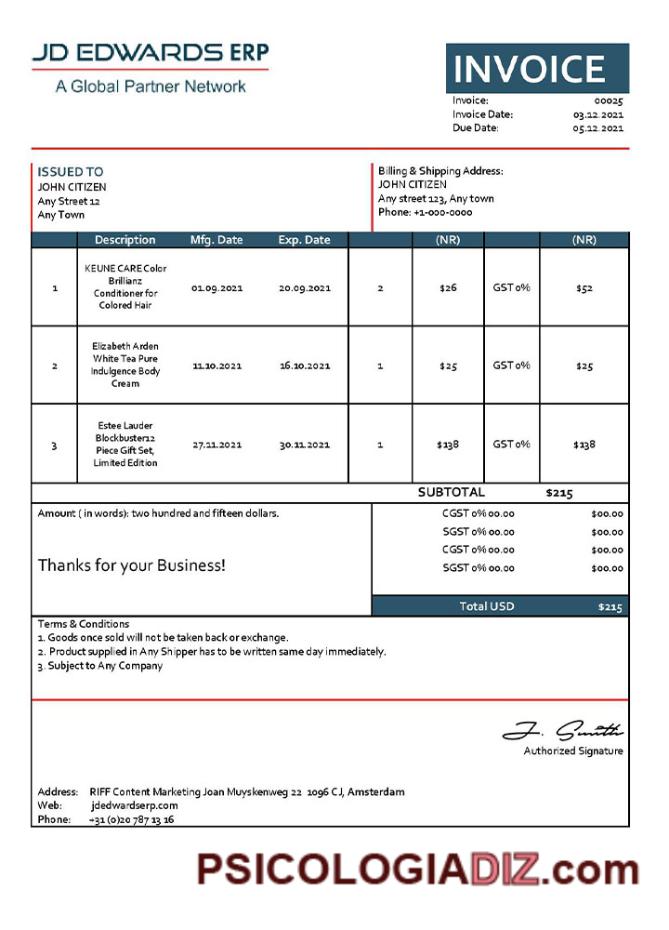 JD EDWARDS ERP
A Global Partner Network
INVOICE
Invoice: 00025
Invoice Date: 03.12.2021
Due Date: 05.12.2021
ISSUED TO
JOHN CITIZEN
Any Street 12
Any Town
Billing & Shipping Address:
JOHN CITIZEN
Any street 123, Any town
Phone: +1-000-0000
Description Mfg. Date Exp. Date (NR) (NR)
1 KEUNE CARE Color Brillianz Conditioner for Colored Hair 01.09.2021 20.09.2021 2 $26 GST 0% $52
2 Elizabeth Arden White Tea Pure Indulgence Body Cream 11.10.2021 16.10.2021 1 $25 GST 0% $25
3 Estee Lauder Blockbuster12 Piece Gift Set, Limited Edition 27.11.2021 30.11.2021 1 $138 GST 0% $138
SUBTOTAL $215
Amount ( in words): two hundred and fifteen dollars.
Thanks for your Business!
CGST 0% 00.00 $00.00
SGST 0% 00.00 $00.00
CGST 0% 00.00 $00.00
SGST 0% 00.00 $00.00
Total USD $215
Terms & Conditions
1. Goods once sold will not be taken back or exchange.
2. Product supplied in Any Shipper has to be written same day immediately.
3. Subject to Any Company
J. Smith
Authorized Signature
Address: RIFF Content Marketing Joan Muyskenweg 22 1096 CJ, Amsterdam
Web: jdedwardserp.com
Phone: +31 (0)20 787 13 16
PSICOLOGIADIZ.com